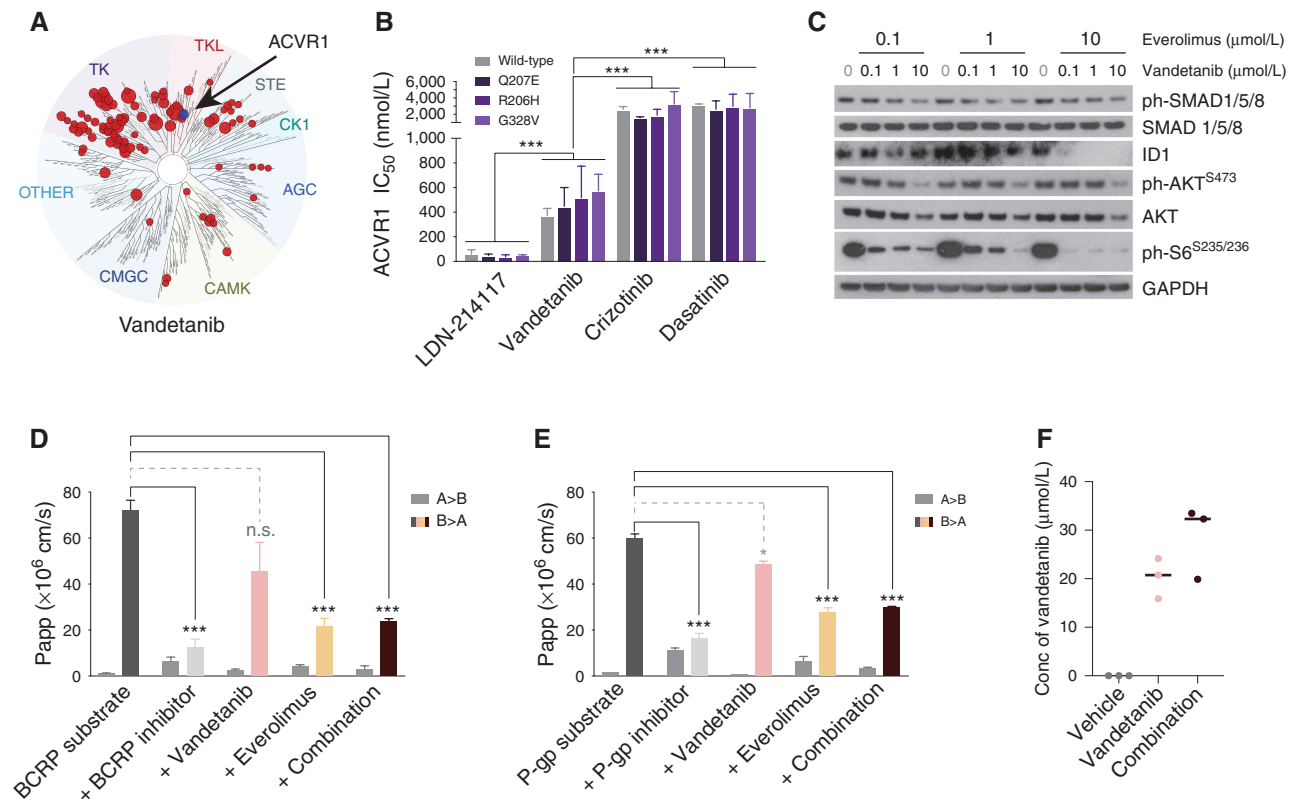 A
TKL
ACVR1
TK
STE
CK1
OTHER
AGC
CMGC
CAMK
Vandetanib
B
Wild-type
Q207E
R206H
G328V
***
***
***
ACVR1 IC50 (nmol/L)
6,000
4,000
2,000
1,000
800
600
400
200
0
LDN-214117
Vandetanib
Crizotinib
Dasatinib
C
0.1 1 10 Everolimus (μmol/L)
0 0.1 1 10 0 0.1 1 10 0 0.1 1 10 Vandetanib (μmol/L)
ph-SMAD1/5/8
SMAD 1/5/8
ID1
ph-AKTS473
AKT
ph-S6S235/236
GAPDH
D
Papp (×10⁶ cm/s)
80
60
40
20
0
n.s.
***
***
***
A>B
B>A
BCRP substrate
+ BCRP inhibitor
+ Vandetanib
+ Everolimus
+ Combination
E
Papp (×10⁶ cm/s)
80
60
40
20
0
***
*
***
***
A>B
B>A
P-gp substrate
+ P-gp inhibitor
+ Vandetanib
+ Everolimus
+ Combination
F
Conc of vandetanib (μmol/L)
40
30
20
10
0
Vehicle
Vandetanib
Combination